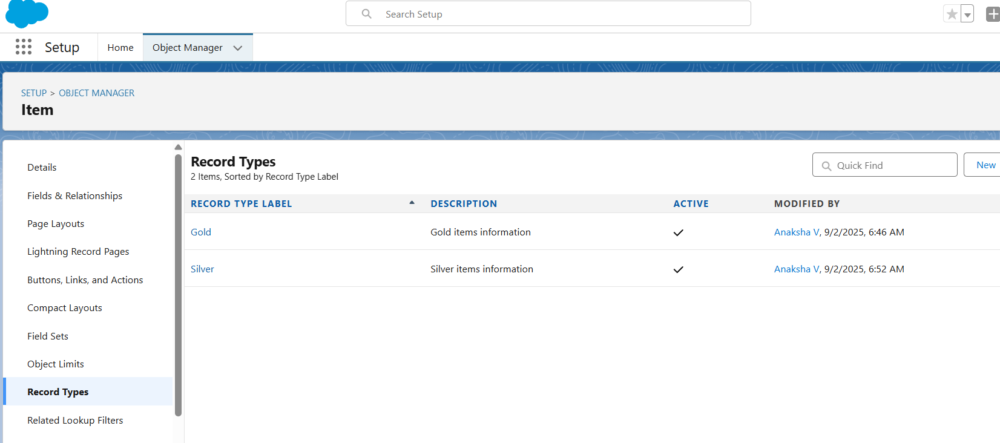 Search Setup
Setup
Home
Object Manager
SETUP > OBJECT MANAGER
Item
Details
Fields & Relationships
Page Layouts
Lightning Record Pages
Buttons, Links, and Actions
Compact Layouts
Field Sets
Object Limits
Record Types
Related Lookup Filters
Record Types
2 Items, Sorted by Record Type Label
Quick Find
New
RECORD TYPE LABEL DESCRIPTION ACTIVE MODIFIED BY
Gold Gold items information Anaksha V, 9/2/2025, 6:46 AM
Silver Silver items information Anaksha V, 9/2/2025, 6:52 AM